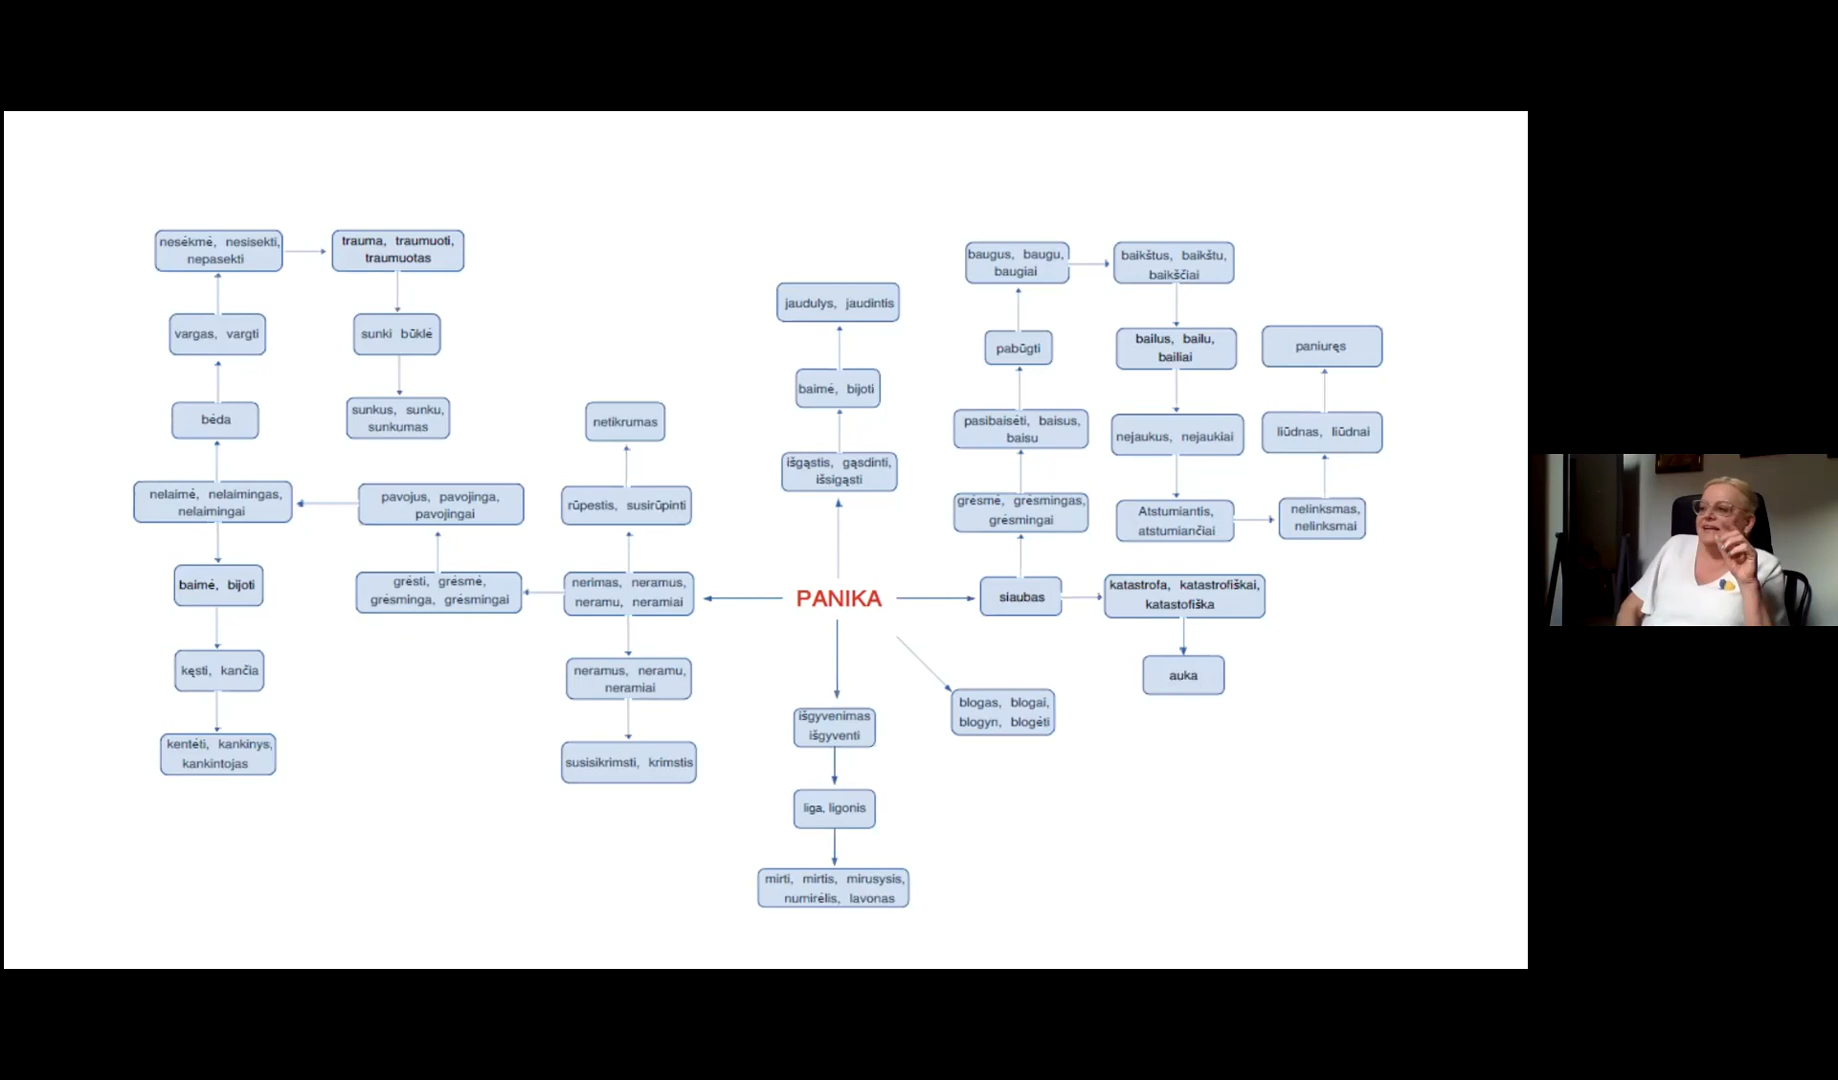 nesėkmė, nesisekti,
nepasekti
trauma, traumuoti,
traumuotas
vargas, vargti
sunki būklė
bėda
sunkus, sunku,
sunkumas
nelaimė, nelaimingas,
nelaimingai
pavojus, pavojinga,
pavojingai
baimė, bijoti
grėsti, grėsmė,
grėsminga, grėsmingai
kęsti, kančia
kentėti, kankinys,
kankintojas
netikrumas
rūpestis, susirūpinti
nerimas, neramus,
neramu, neramiai
neramus, neramu,
neramiai
susisikrimsti, krimstis
jaudulys, jaudintis
baimė, bijoti
išgąstis, gąsdinti,
išsigąsti
PANIKA
išgyvenimas
išgyventi
liga, ligonis
mirti, mirtis, mirusysis,
numirėlis, lavonas
baugus, baugu,
baugiai
baikštus, baikštu,
baikščiai
pabūgti
bailus, bailu,
bailiai
paniuręs
pasibaisėti, baisus,
baisu
nejaukus, nejaukiai
liūdnas, liūdnai
grėsmė, grėsmingas,
grėsmingai
Atstumiantis,
atstumiančiai
nelinksmas,
nelinksmai
siaubas
katastrofa, katastrofiškai,
katastofiška
auka
blogas, blogai,
blogyn, blogėti